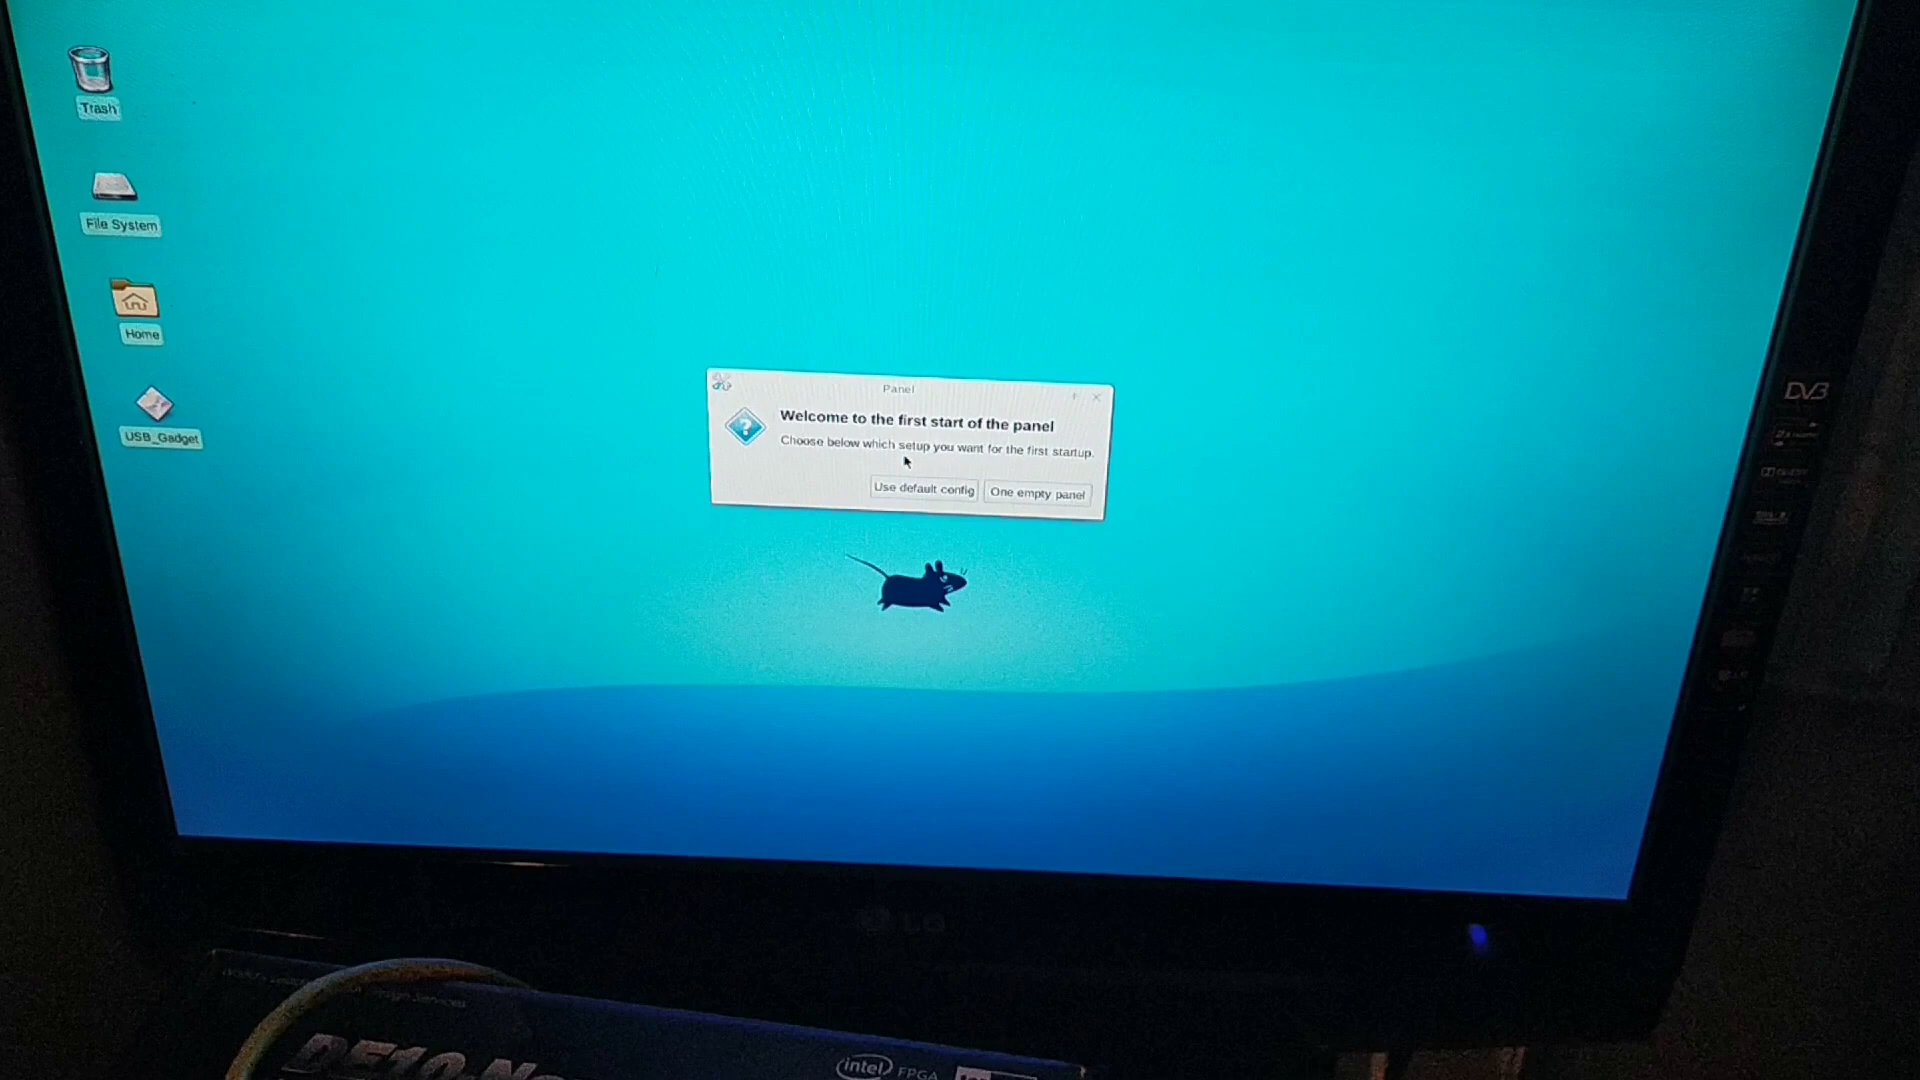 Trash
File System
Home
USB_Gadget
Panel
Welcome to the first start of the panel
Choose below which setup you want for the first startup.
Use default config
One empty panel
DVB
LG
intel FPGA